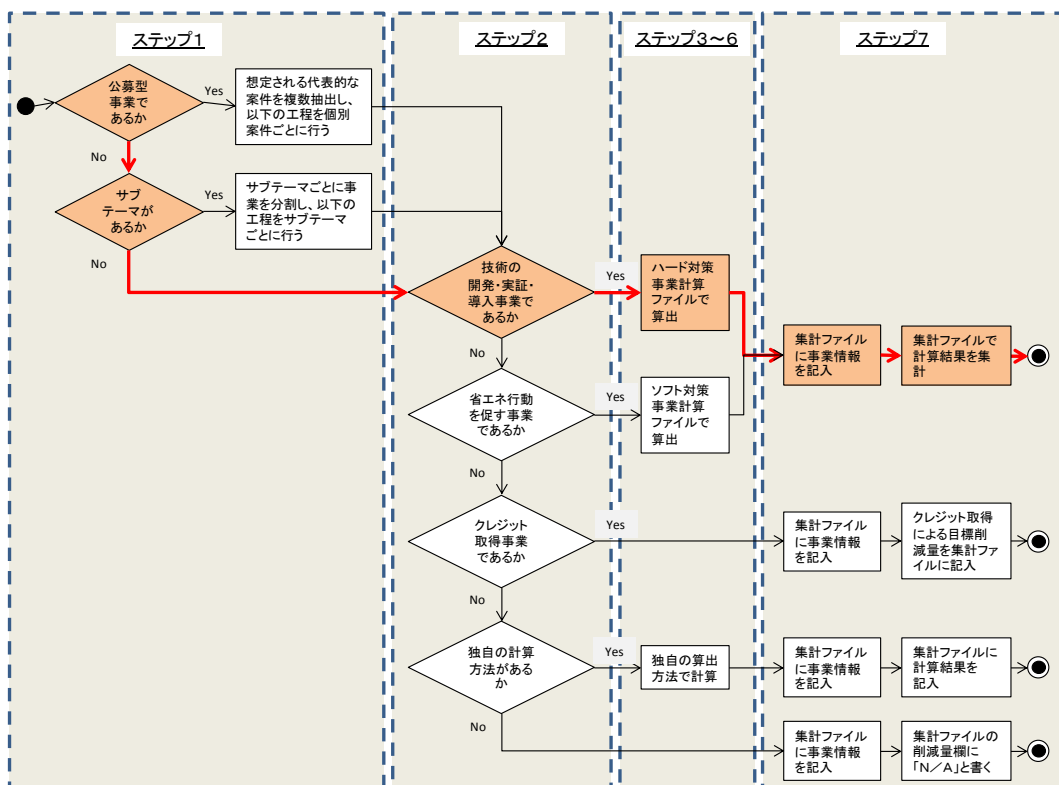 ステップ1
ステップ2
ステップ3～6
ステップ7
公募型
事業で
あるか
Yes
想定される代表的な
案件を複数抽出し、
以下の工程を個別
案件ごとに行う
No
サブ
テーマが
あるか
Yes
サブテーマごとに事
業を分割し、以下の
工程をサブテーマ
ごとに行う
No
技術の
開発・実証・
導入事業で
あるか
Yes
ハード対策
事業計算
ファイルで
算出
集計ファイル
に事業情報
を記入
集計ファイルで
計算結果を集
計
No
省エネ行動
を促す事業
であるか
Yes
ソフト対策
事業計算
ファイルで
算出
No
クレジット
取得事業
であるか
Yes
集計ファイル
に事業情報
を記入
クレジット取得
による目標削
減量を集計ファ
イルに記入
No
独自の計算
方法がある
か
Yes
独自の算出
方法で計算
集計ファイル
に事業情報
を記入
集計ファイルに
計算結果を
記入
No
集計ファイル
に事業情報
を記入
集計ファイルの
削減量欄に
「N／A」と書く